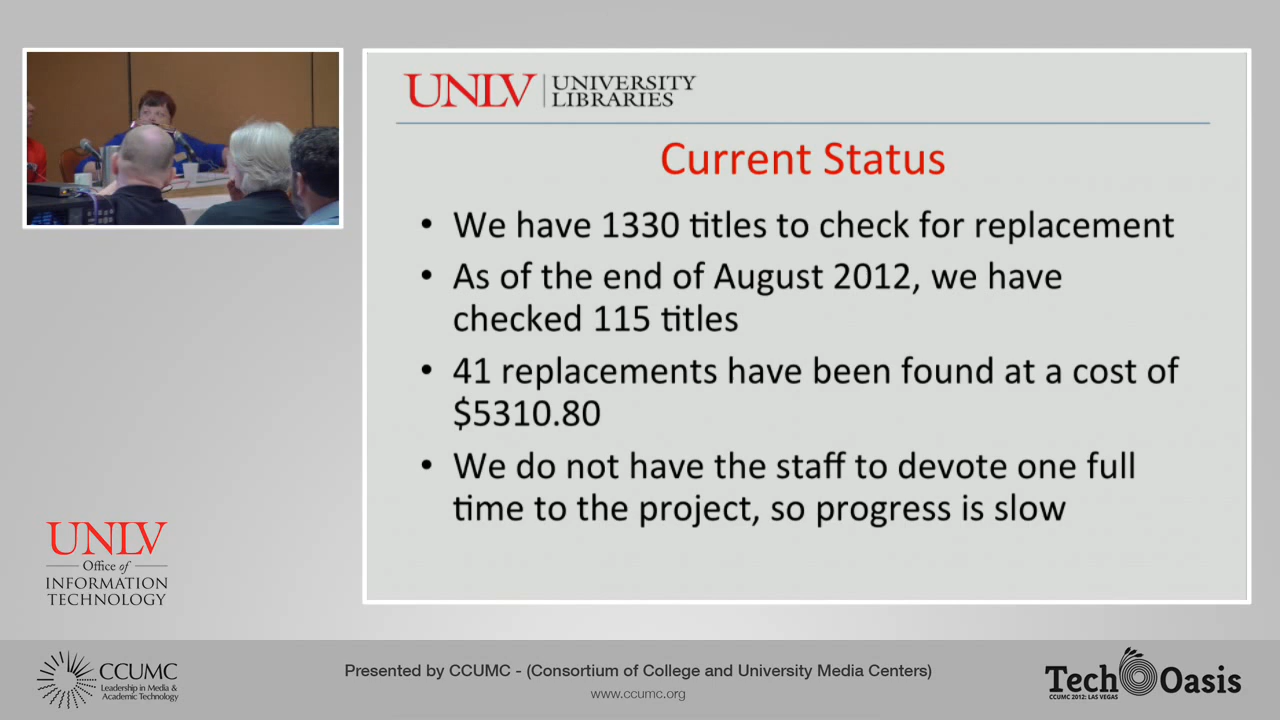 UNLV UNIVERSITY LIBRARIES
Current Status
• We have 1330 titles to check for replacement
• As of the end of August 2012, we have
checked 115 titles
• 41 replacements have been found at a cost of
$5310.80
• We do not have the staff to devote one full
time to the project, so progress is slow
UNLV
Office of
INFORMATION
TECHNOLOGY
CCUMC
Leadership in Media &
Academic Technology
Presented by CCUMC - (Consortium of College and University Media Centers)
www.ccumc.org
Tech Oasis
CCUMC 2012: LAS VEGAS